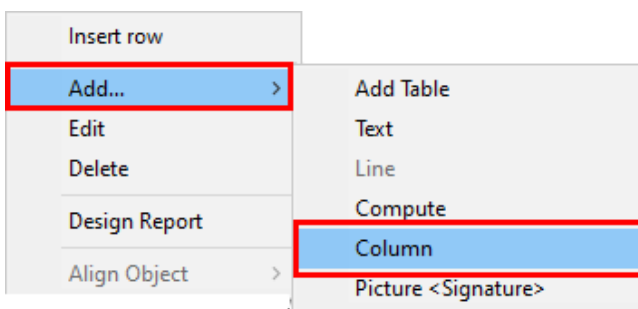 Insert row
Add...
Edit
Delete
Design Report
Align Object
Add Table
Text
Line
Compute
Column
Picture <Signature>